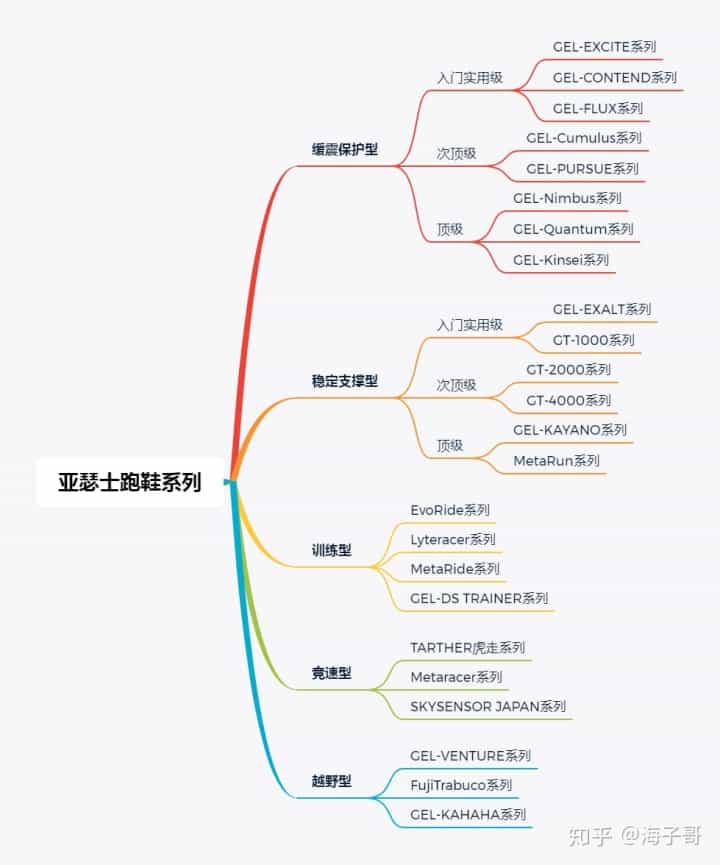 亚瑟士跑鞋系列
缓震保护型
入门实用级
GEL-EXCITE系列
GEL-CONTEND系列
GEL-FLUX系列
次顶级
GEL-Cumulus系列
GEL-PURSUE系列
顶级
GEL-Nimbus系列
GEL-Quantum系列
GEL-Kinsei系列
稳定支撑型
入门实用级
GEL-EXALT系列
GT-1000系列
次顶级
GT-2000系列
GT-4000系列
顶级
GEL-KAYANO系列
MetaRun系列
训练型
EvoRide系列
Lyteracer系列
MetaRide系列
GEL-DS TRAINER系列
竞速型
TARTHER虎走系列
Metaracer系列
SKYSENSOR JAPAN系列
越野型
GEL-VENTURE系列
FujiTrabuco系列
GEL-KAHAHA系列
知乎 @海子哥